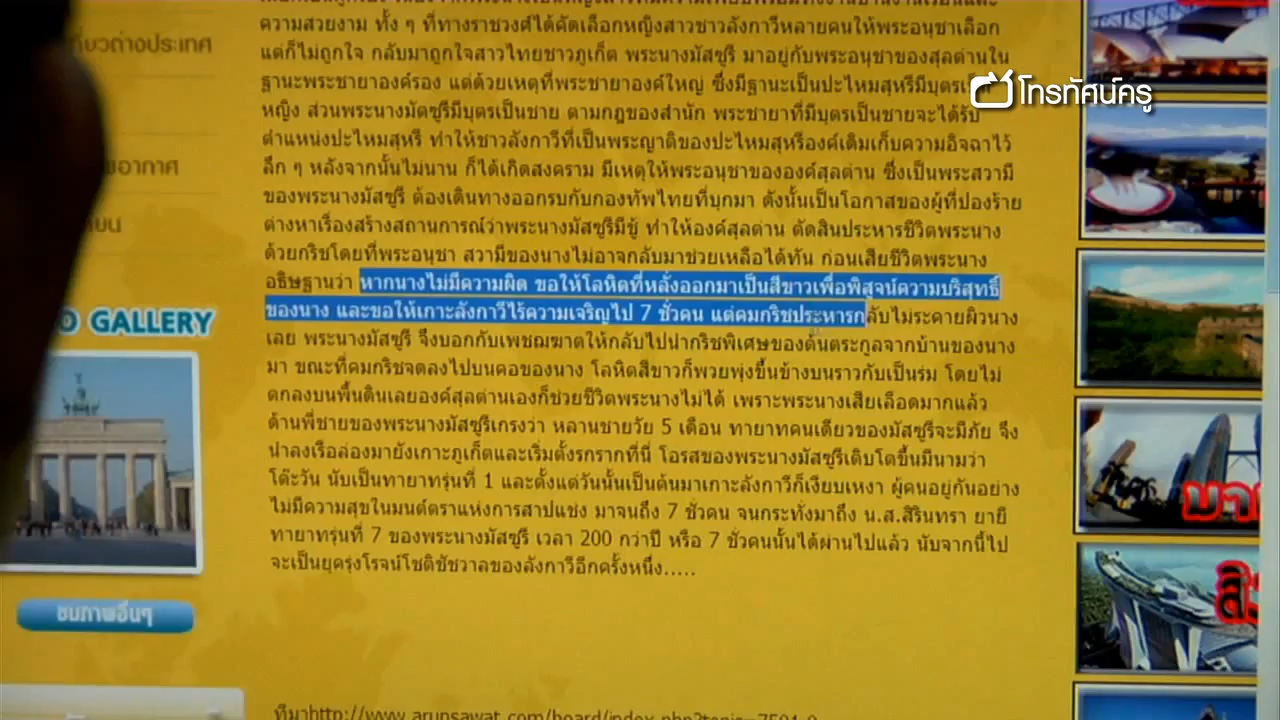 ความสวยงาม ทั้ง ๆ ที่ทางราชวงศ์ได้คัดเลือกหญิงสาวชาวลังกาวีหลายคนให้พระอนุชาเลือก
แต่ก็ไม่ถูกใจ กลับมาถูกใจสาวไทยชาวภูเก็ต พระนางมัสซูรี มาอยู่กับพระอนุชาของสุลต่านใน
ฐานะพระชายาองค์รอง แต่ด้วยเหตุที่พระชายาองค์ใหญ่ ซึ่งมีฐานะเป็นปะไหมสุหรีมีบุตรเป็น
หญิง ส่วนพระนางมัตซูรีมีบุตรเป็นชาย ตามกฎของสำนัก พระชายาที่มีบุตรเป็นชายจะได้รับ
ตำแหน่งปะไหมสุหรี ทำให้ชาวลังกาวีที่เป็นพระญาติของปะไหมสุหรีองค์เดิมเก็บความอิจฉาไว้
ลึก ๆ หลังจากนั้นไม่นาน ก็ได้เกิดสงคราม มีเหตุให้พระอนุชาขององค์สุลต่าน ซึ่งเป็นพระสวามี
ของพระนางมัสซูรี ต้องเดินทางออกรบกับกองทัพไทยที่บุกมา ดังนั้นเป็นโอกาสของผู้ที่ปองร้าย
ต่างหาเรื่องสร้างสถานการณ์ว่าพระนางมัสซูรีมีชู้ ทำให้องค์สุลต่าน ตัดสินประหารชีวิตพระนาง
ด้วยกริชโดยที่พระอนุชา สวามีของนางไม่อาจกลับมาช่วยเหลือได้ทัน ก่อนเสียชีวิตพระนาง
อธิษฐานว่า หากนางไม่มีความผิด ขอให้โลหิตที่หลั่งออกมาเป็นสีขาวเพื่อพิสูจน์ความบริสุทธิ์
ของนาง และขอให้เกาะลังกาวีไร้ความเจริญไป 7 ชั่วคน แต่คมกริชประหารกลับไม่ระคายผิวนาง
เลย พระนางมัสซูรี จึงบอกกับเพชฌฆาตให้กลับไปนำกริชพิเศษของต้นตระกูลจากบ้านของนาง
มา ขณะที่คมกริชจดลงไปบนคอของนาง โลหิตสีขาวก็พวยพุ่งขึ้นข้างบนราวกับเป็นร่ม โดยไม่
ตกลงบนพื้นดินเลยองค์สุลต่านเองก็ช่วยชีวิตพระนางไม่ได้ เพราะพระนางเสียเลือดมากแล้ว
ด้านพี่ชายของพระนางมัสซูรีเกรงว่า หลานชายวัย 5 เดือน ทายาทคนเดียวของมัสซูรีจะมีภัย จึง
นำลงเรือล่องมายังเกาะภูเก็ตและเริ่มตั้งรกรากที่นี่ โอรสของพระนางมัสซูรีเติบโตขึ้นมีนามว่า
โต๊ะวัน นับเป็นทายาทรุ่นที่ 1 และตั้งแต่วันนั้นเป็นต้นมาเกาะลังกาวีก็เงียบเหงา ผู้คนอยู่กันอย่าง
ไม่มีความสุขในมนต์ตราแห่งการสาปแช่ง มาจนถึง 7 ชั่วคน จนกระทั่งมาถึง น.ส.สิรินทรา ยายี
ทายาทรุ่นที่ 7 ของพระนางมัสซูรี เวลา 200 กว่าปี หรือ 7 ชั่วคนนั้นได้ผ่านไปแล้ว นับจากนี้ไป
จะเป็นยุครุ่งโรจน์โชติชัชวาลของลังกาวีอีกครั้งหนึ่ง.....
ที่มาhttp://www.arunsawat.com/board/index.php?topic=7501.0
ที่ยวต่างประเทศ
อากาศ
GALLERY
ชมภาพอื่นๆ
โทรทัศน์ครู